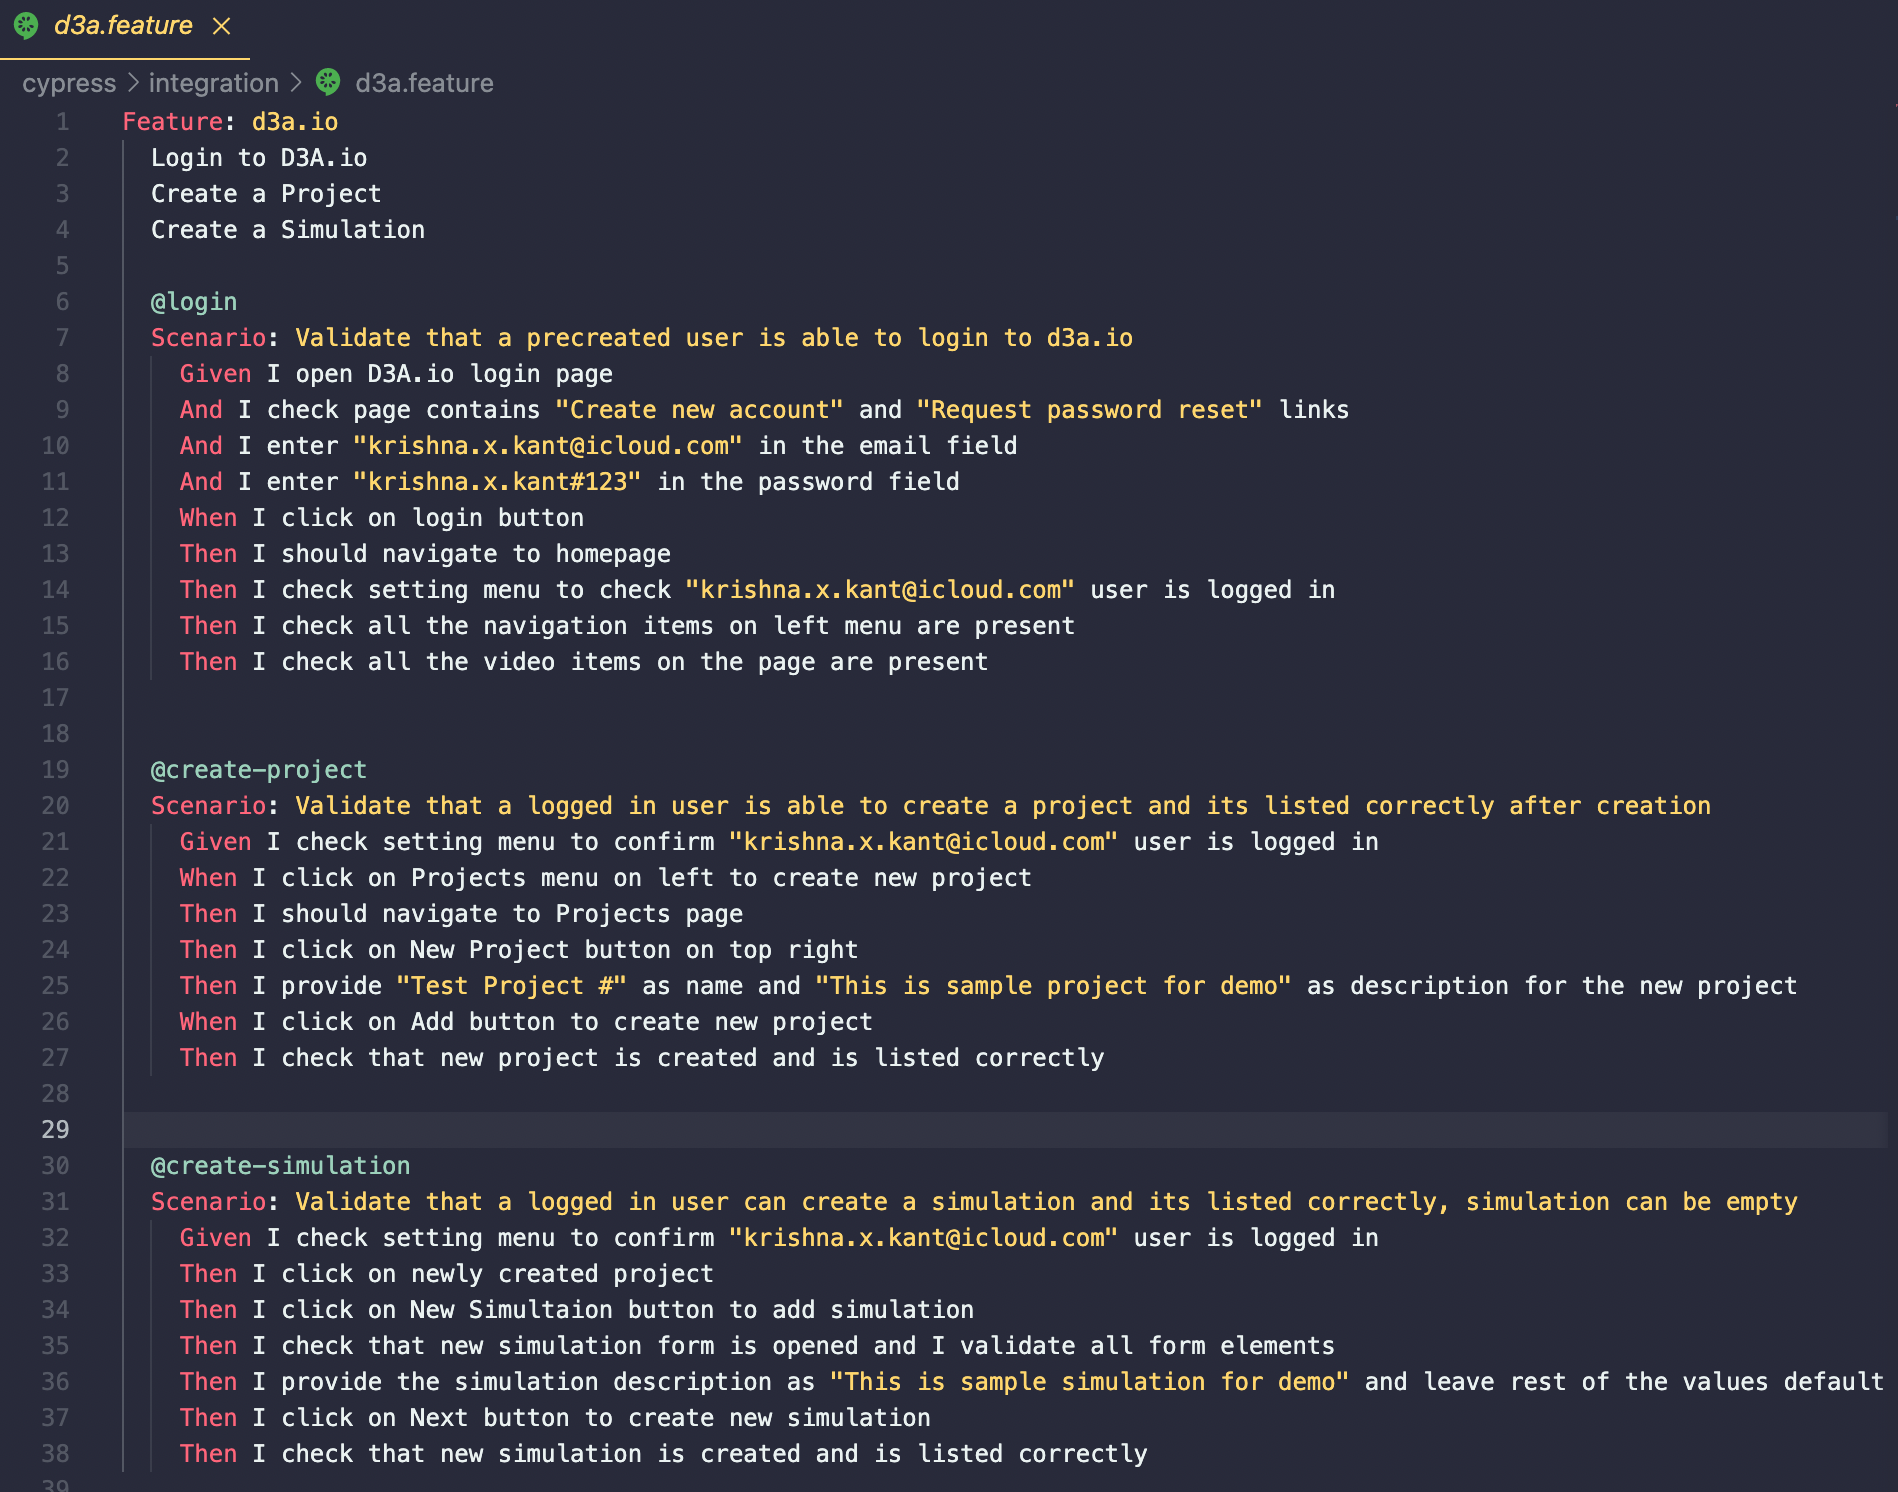 d3a.feature
cypress > integration > d3a.feature
1 Feature: d3a.io
2 Login to D3A.io
3 Create a Project
4 Create a Simulation
5
6 @login
7 Scenario: Validate that a precreated user is able to login to d3a.io
8 Given I open D3A.io login page
9 And I check page contains "Create new account" and "Request password reset" links
10 And I enter "krishna.x.kant@icloud.com" in the email field
11 And I enter "krishna.x.kant#123" in the password field
12 When I click on login button
13 Then I should navigate to homepage
14 Then I check setting menu to check "krishna.x.kant@icloud.com" user is logged in
15 Then I check all the navigation items on left menu are present
16 Then I check all the video items on the page are present
17
18
19 @create-project
20 Scenario: Validate that a logged in user is able to create a project and its listed correctly after creation
21 Given I check setting menu to confirm "krishna.x.kant@icloud.com" user is logged in
22 When I click on Projects menu on left to create new project
23 Then I should navigate to Projects page
24 Then I click on New Project button on top right
25 Then I provide "Test Project #" as name and "This is sample project for demo" as description for the new project
26 When I click on Add button to create new project
27 Then I check that new project is created and is listed correctly
28
29
30 @create-simulation
31 Scenario: Validate that a logged in user can create a simulation and its listed correctly, simulation can be empty
32 Given I check setting menu to confirm "krishna.x.kant@icloud.com" user is logged in
33 Then I click on newly created project
34 Then I click on New Simultaion button to add simulation
35 Then I check that new simulation form is opened and I validate all form elements
36 Then I provide the simulation description as "This is sample simulation for demo" and leave rest of the values default
37 Then I click on Next button to create new simulation
38 Then I check that new simulation is created and is listed correctly
39